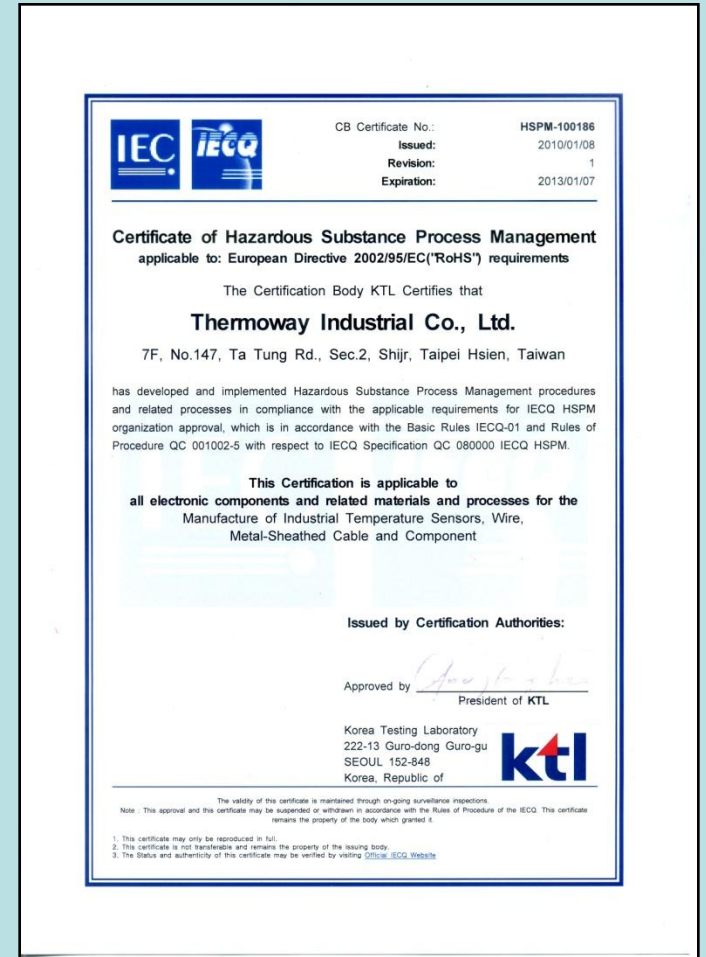 IEC IECQ
CB Certificate No.: HSPM-100186
Issued: 2010/01/08
Revision: 1
Expiration: 2013/01/07
Certificate of Hazardous Substance Process Management
applicable to: European Directive 2002/95/EC("RoHS") requirements
The Certification Body KTL Certifies that
Thermoway Industrial Co., Ltd.
7F, No.147, Ta Tung Rd., Sec.2, Shijr, Taipei Hsien, Taiwan
has developed and implemented Hazardous Substance Process Management procedures
and related processes in compliance with the applicable requirements for IECQ HSPM
organization approval, which is in accordance with the Basic Rules IECQ-01 and Rules of
Procedure QC 001002-5 with respect to IECQ Specification QC 080000 IECQ HSPM.
This Certification is applicable to
all electronic components and related materials and processes for the
Manufacture of Industrial Temperature Sensors, Wire,
Metal-Sheathed Cable and Component
Issued by Certification Authorities:
Approved by
President of KTL
Korea Testing Laboratory
222-13 Guro-dong Guro-gu
SEOUL 152-848
Korea, Republic of
ktl
The validity of this certificate is maintained through on-going surveillance inspections.
Note : This approval and this certificate may be suspended or withdrawn in accordance with the Rules of Procedure of the IECQ. This certificate
remains the property of the body which granted it.
1. This certificate may only be reproduced in full.
2. This certificate is not transferable and remains the property of the issuing body.
3. The Status and authenticity of this certificate may be verified by visiting Official IECQ Website